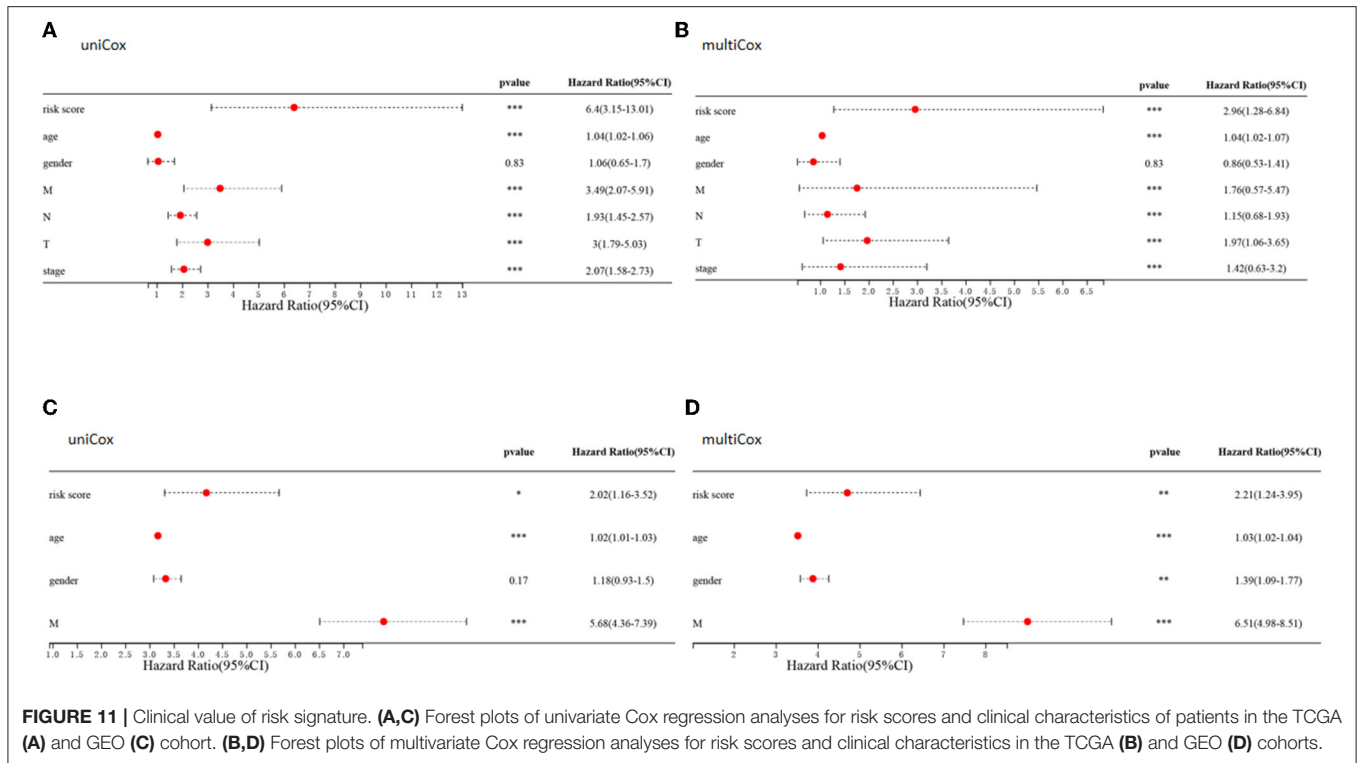 A
uniCox
pvalue Hazard Ratio(95%CI)
risk score *** 6.4(3.15-13.01)
age *** 1.04(1.02-1.06)
gender 0.83 1.06(0.65-1.7)
M *** 3.49(2.07-5.91)
N *** 1.93(1.45-2.57)
T *** 3(1.79-5.03)
stage *** 2.07(1.58-2.73)
1 2 3 4 5 6 7 8 9 10 11 12 13
Hazard Ratio(95%CI)
B
multiCox
pvalue Hazard Ratio(95%CI)
risk score *** 2.96(1.28-6.84)
age *** 1.04(1.02-1.07)
gender 0.83 0.86(0.53-1.41)
M *** 1.76(0.57-5.47)
N *** 1.15(0.68-1.93)
T *** 1.97(1.06-3.65)
stage *** 1.42(0.63-3.2)
1.0 1.5 2.0 2.5 3.0 3.5 4.0 4.5 5.0 5.5 6.0 6.5
Hazard Ratio(95%CI)
C
uniCox
pvalue Hazard Ratio(95%CI)
risk score * 2.02(1.16-3.52)
age *** 1.02(1.01-1.03)
gender 0.17 1.18(0.93-1.5)
M *** 5.68(4.36-7.39)
1.0 1.5 2.0 2.5 3.0 3.5 4.0 4.5 5.0 5.5 6.0 6.5 7.0
Hazard Ratio(95%CI)
D
multiCox
pvalue Hazard Ratio(95%CI)
risk score ** 2.21(1.24-3.95)
age *** 1.03(1.02-1.04)
gender ** 1.39(1.09-1.77)
M *** 6.51(4.98-8.51)
2 3 4 5 6 7 8
Hazard Ratio(95%CI)
FIGURE 11 | Clinical value of risk signature. (A,C) Forest plots of univariate Cox regression analyses for risk scores and clinical characteristics of patients in the TCGA
(A) and GEO (C) cohort. (B,D) Forest plots of multivariate Cox regression analyses for risk scores and clinical characteristics in the TCGA (B) and GEO (D) cohorts.